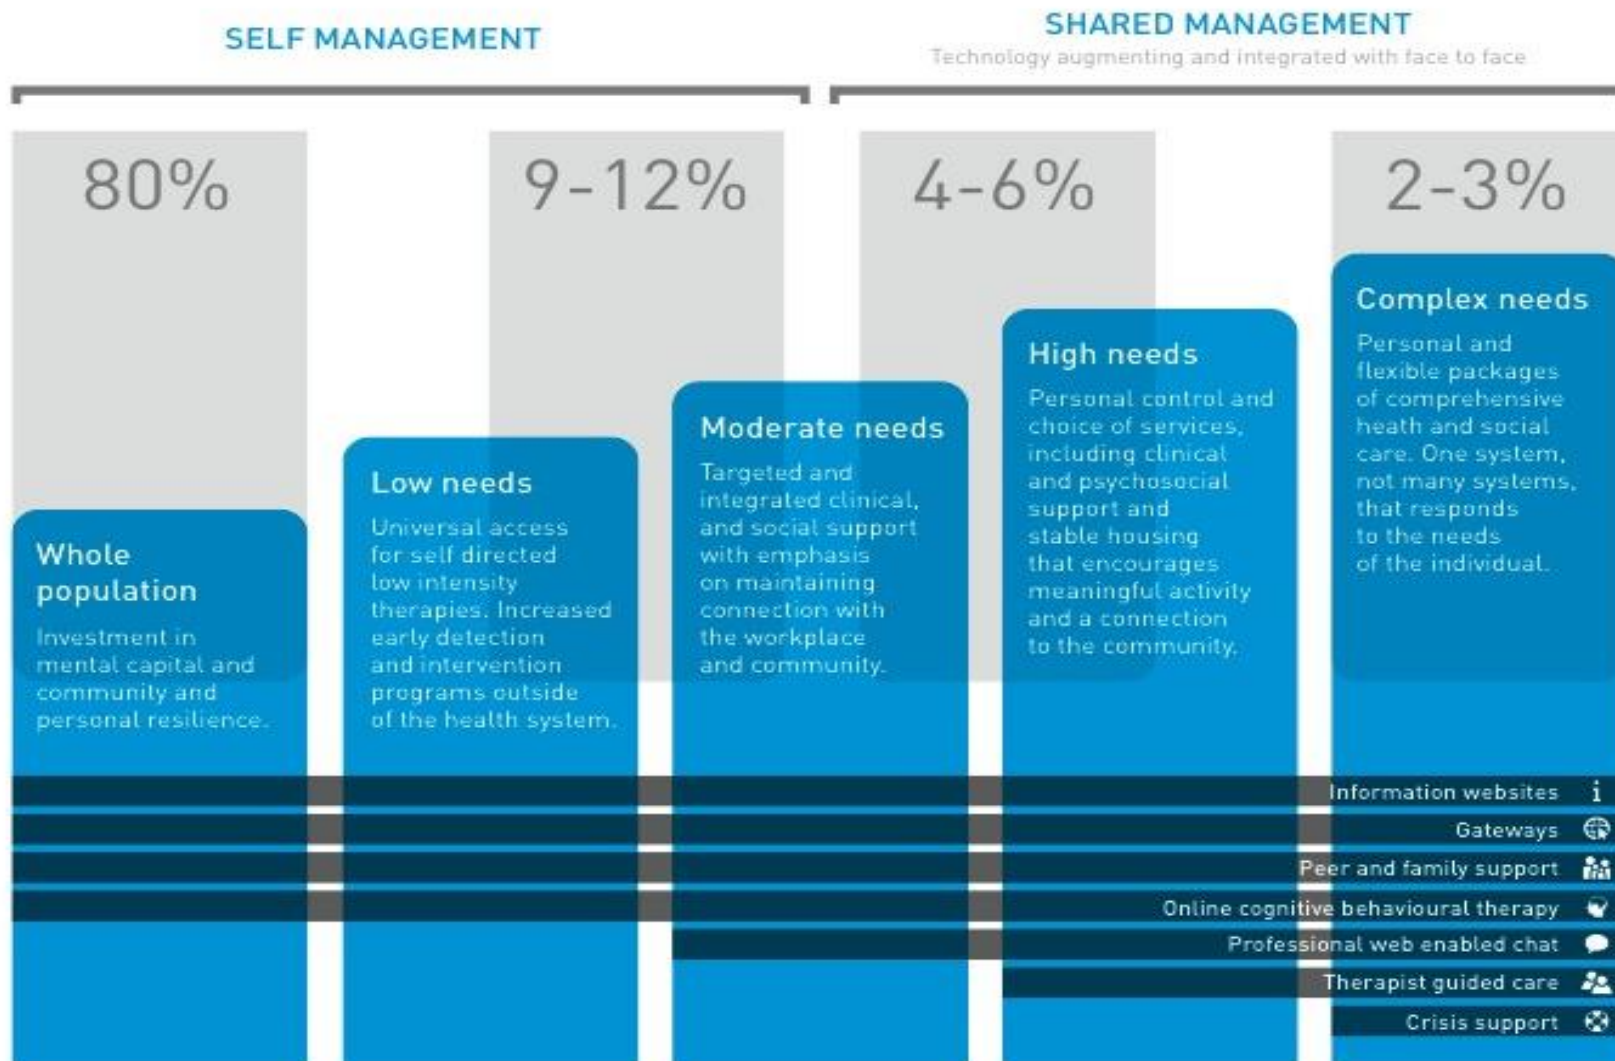 SELF MANAGEMENT
SHARED MANAGEMENT
Technology augmenting and integrated with face to face
80%
9-12%
4-6%
2-3%
Whole
population
Investment in
mental capital and
community and
personal resilience.
Low needs
Universal access
for self directed
low intensity
therapies. Increased
early detection
and intervention
programs outside
of the health system.
Moderate needs
Targeted and
integrated clinical,
and social support
with emphasis
on maintaining
connection with
the workplace
and community.
High needs
Personal control and
choice of services,
including clinical
and psychosocial
support and
stable housing
that encourages
meaningful activity
and a connection
to the community.
Complex needs
Personal and
flexible packages
of comprehensive
heath and social
care. One system,
not many systems,
that responds
to the needs
of the individual.
Information websites
Gateways
Peer and family support
Online cognitive behavioural therapy
Professional web enabled chat
Therapist guided care
Crisis support